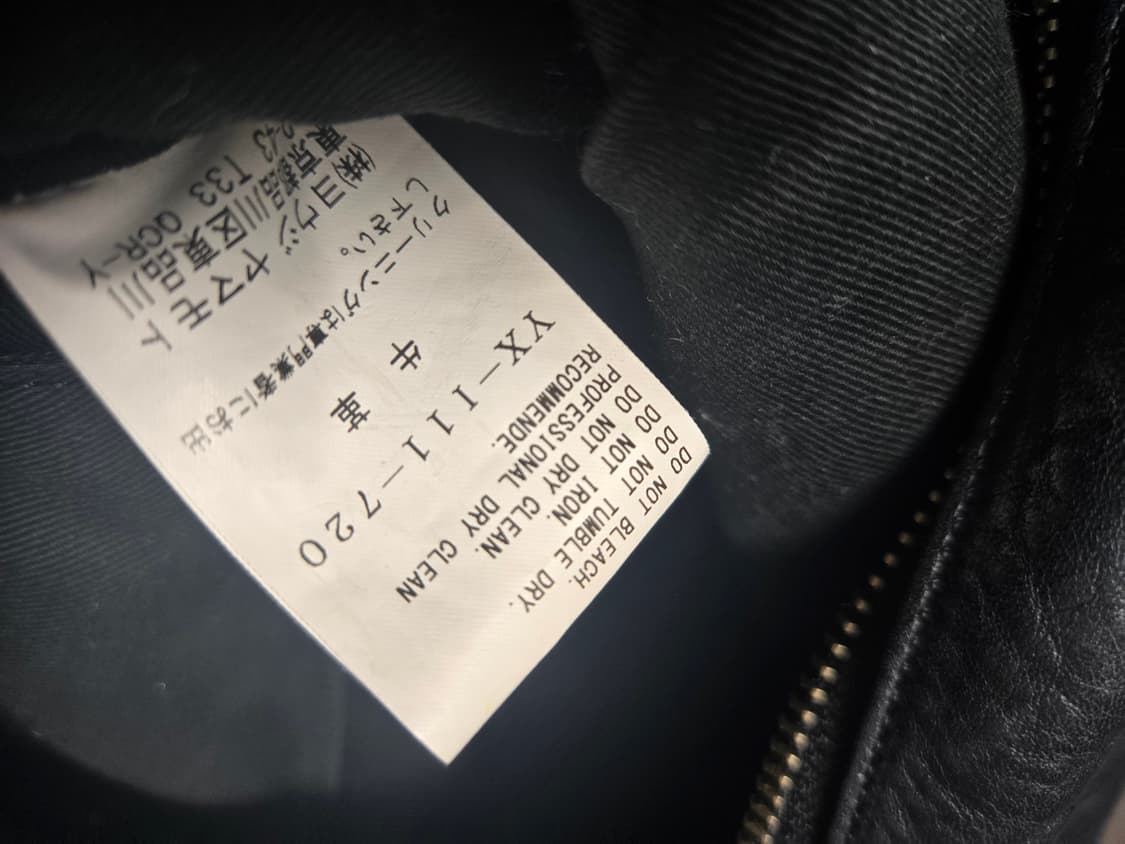 DO NOT BLEACH.
DO NOT TUMBLE DRY.
DO NOT IRON.
DO NOT DRY CLEAN.
PROFESSIONAL DRY CLEAN
RECOMMENDE.
YX-I11-720
牛革
クリーニングは専門業者にお出
し下さい。
㈱ヨウジ ヤマモト
東京都品川区東品川
2-43 T33 QCR-Y